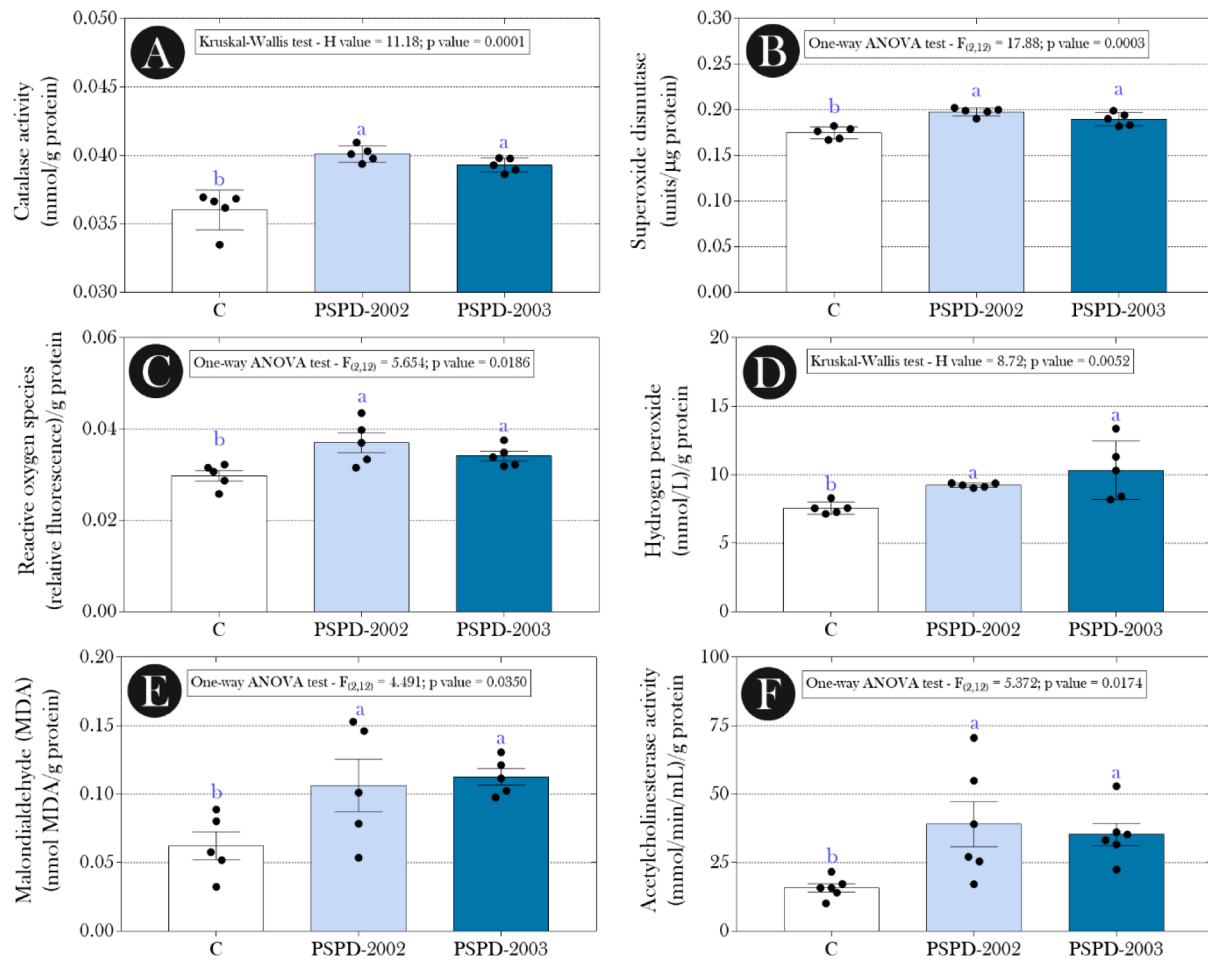 A
Kruskal-Wallis test - H value = 11.18; p value = 0.0001
Catalase activity
(mmol/g protein)
0.050
0.045
0.040
0.035
0.030
b
a
a
C
PSPD-2002
PSPD-2003
B
One-way ANOVA test - F(2,12) = 17.88; p value = 0.0003
Superoxide dismutase
(units/µg protein)
0.30
0.25
0.20
0.15
0.10
0.05
0.00
b
a
a
C
PSPD-2002
PSPD-2003
C
One-way ANOVA test - F(2,12) = 5.654; p value = 0.0186
Reactive oxygen species
(relative fluorescence)/g protein
0.06
0.04
0.02
0.00
b
a
a
C
PSPD-2002
PSPD-2003
D
Kruskal-Wallis test - H value = 8.72; p value = 0.0052
Hydrogen peroxide
(mmol/L)/g protein
20
15
10
5
0
b
a
a
C
PSPD-2002
PSPD-2003
E
One-way ANOVA test - F(2,12) = 4.491; p value = 0.0350
Malondialdehyde (MDA)
(nmol MDA/g protein)
0.20
0.15
0.10
0.05
0.00
b
a
a
C
PSPD-2002
PSPD-2003
F
One-way ANOVA test - F(2,12) = 5.372; p value = 0.0174
Acetylcholinesterase activity
(mmol/min/mL)/g protein
100
75
50
25
0
b
a
a
C
PSPD-2002
PSPD-2003